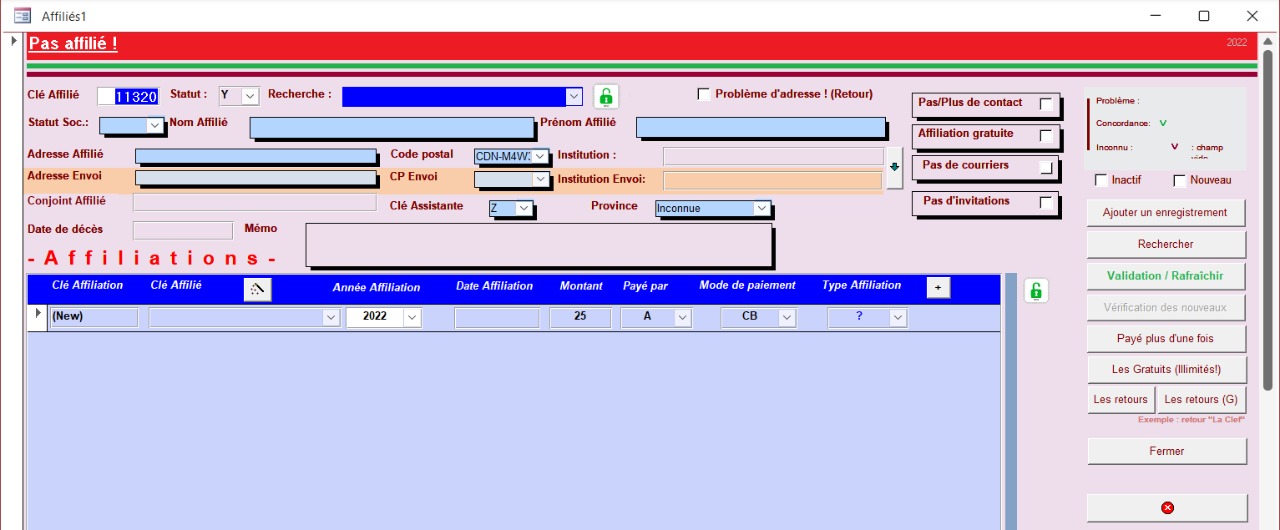 Affiliés1
Pas affilié !
2022
Clé Affilié 11320 Statut : Y Recherche : Problème d'adresse ! (Retour) Pas/Plus de contact
Problème :
Statut Soc.: Nom Affilié Prénom Affilié Affiliation gratuite
Concordance: V
Inconnu : V : champ
Adresse Affilié Code postal CDN-M4W Institution : Pas de courriers
Adresse Envoi CP Envoi Institution Envoi:
Inactif Nouveau
Conjoint Affilié Clé Assistante Z Province Inconnue Pas d'invitations
Ajouter un enregistrement
Date de décès Mémo
Rechercher
- A f f i l i a t i o n s -
Validation / Rafraîchir
Clé Affiliation Clé Affilié Année Affiliation Date Affiliation Montant Payé par Mode de paiement Type Affiliation +
Vérification des nouveaux
(New) 2022 25 A CB ?
Payé plus d'une fois
Les Gratuits (Illimités!)
Les retours Les retours (G)
Exemple : retour "La Clef"
Fermer